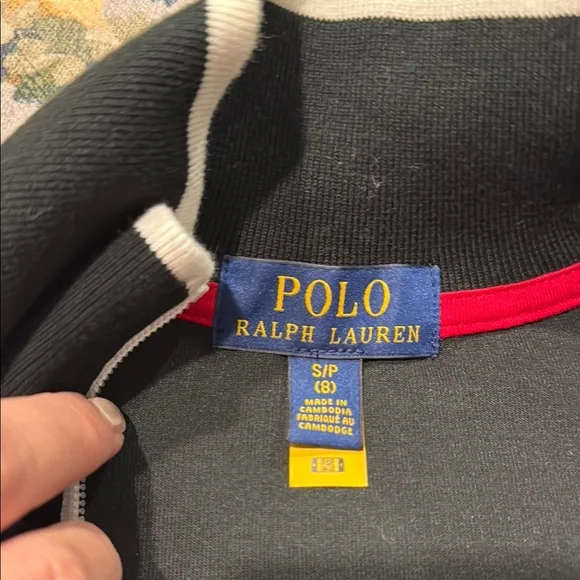 POLO
RALPH LAUREN
S/P
(8)
MADE IN
CAMBODIA
FABRIQUÉ AU
CAMBODGE